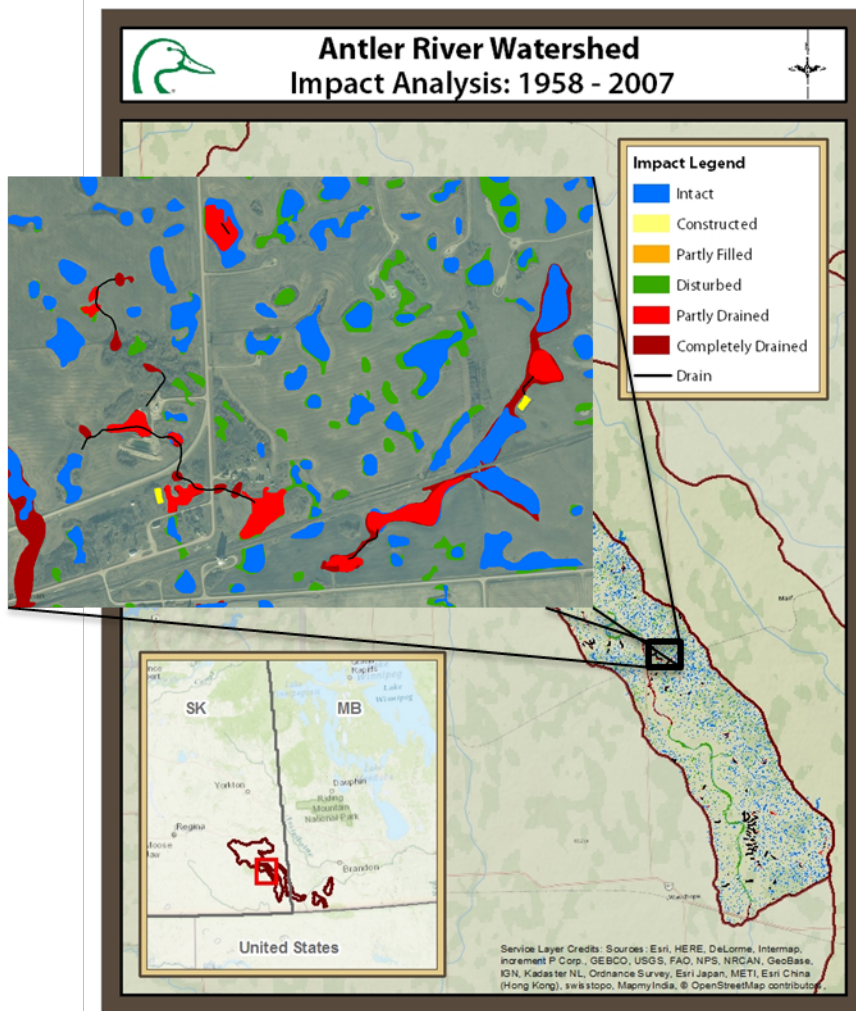 Antler River Watershed
Impact Analysis: 1958 - 2007
Impact Legend
Intact
Constructed
Partly Filled
Disturbed
Partly Drained
Completely Drained
Drain
SK
MB
Lake
Winnipeg
Yorkton
Dauphin
Riding
Mountain
National Park
Regina
Moose
Jaw
Brandon
United States
Service Layer Credits: Sources: Esri, HERE, DeLorme, Intermap,
increment P Corp., GEBCO, USGS, FAO, NPS, NRCAN, GeoBase,
IGN, Kadaster NL, Ordnance Survey, Esri Japan, METI, Esri China
(Hong Kong), swisstopo, MapmyIndia, © OpenStreetMap contributors,